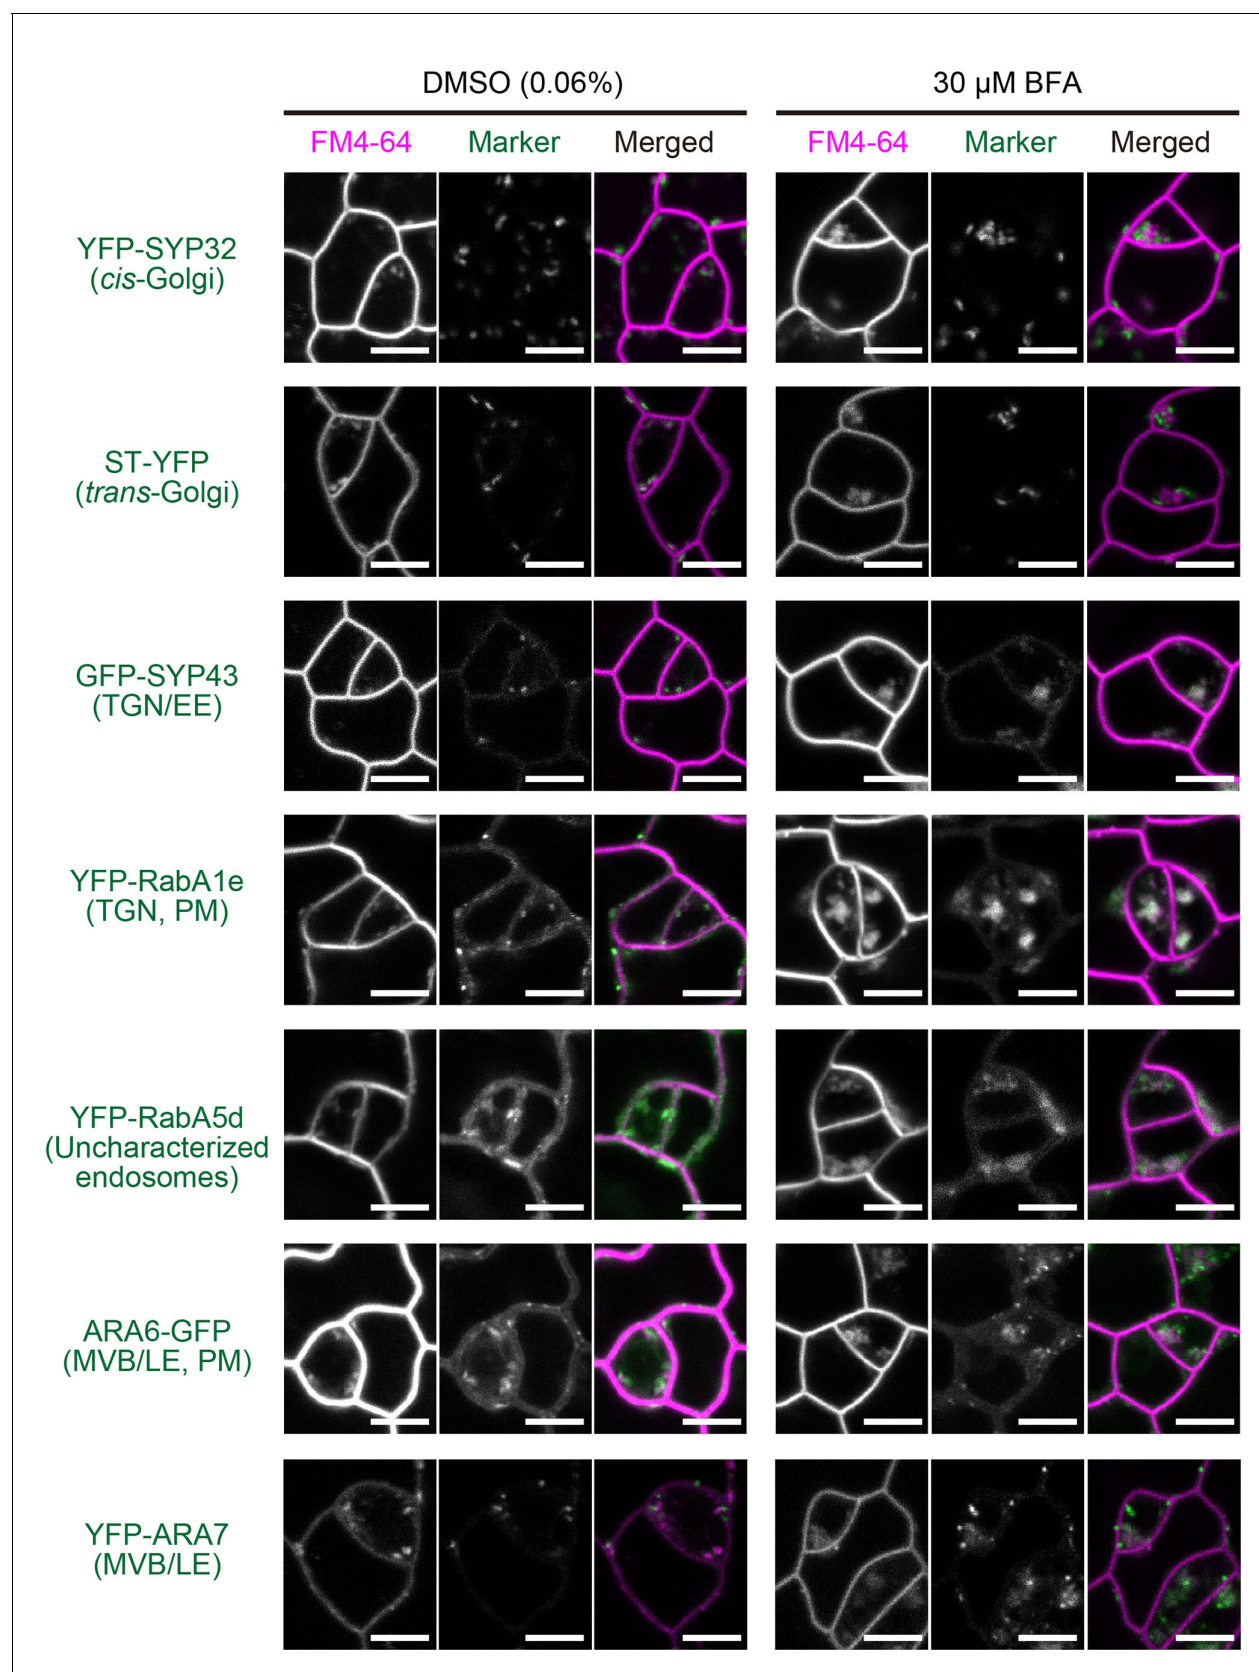 DMSO (0.06%)
30 µM BFA
FM4-64
Marker
Merged
FM4-64
Marker
Merged
YFP-SYP32
(cis-Golgi)
ST-YFP
(trans-Golgi)
GFP-SYP43
(TGN/EE)
YFP-RabA1e
(TGN, PM)
YFP-RabA5d
(Uncharacterized
endosomes)
ARA6-GFP
(MVB/LE, PM)
YFP-ARA7
(MVB/LE)